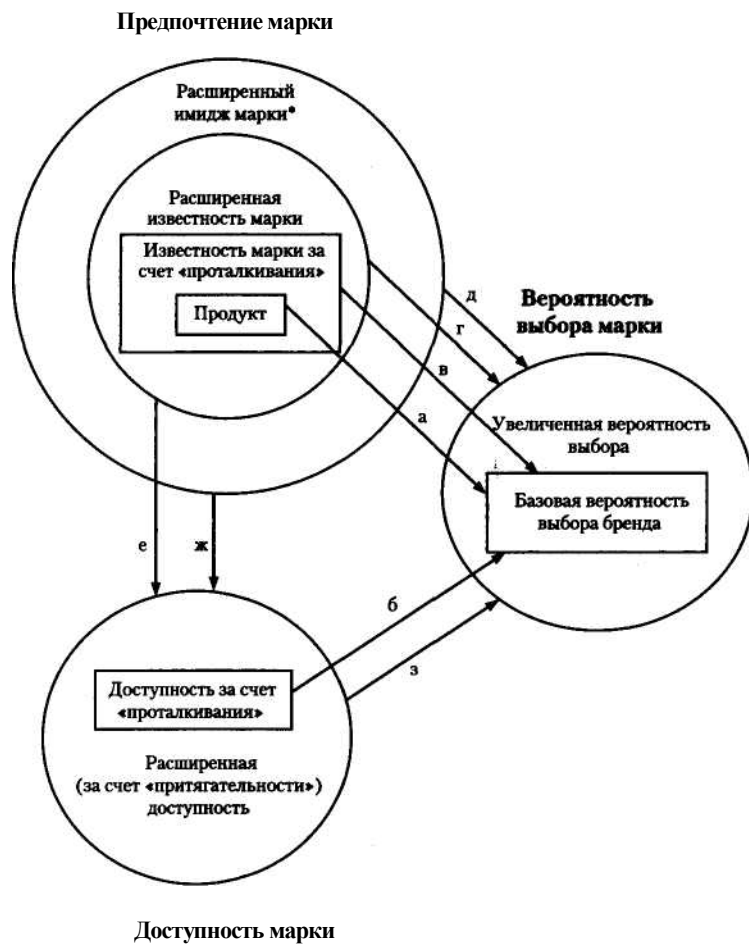 Предпочтение марки
Расширенный
имидж марки*
Расширенная
известность марки
Известность марки за
счет «проталкивания»
Продукт
д
г
в
а
Вероятность
выбора марки
Увеличенная вероятность
выбора
Базовая вероятность
выбора бренда
е
ж
б
з
Доступность за счет
«проталкивания»
Расширенная
(за счет «притягательности»)
доступность
Доступность марки